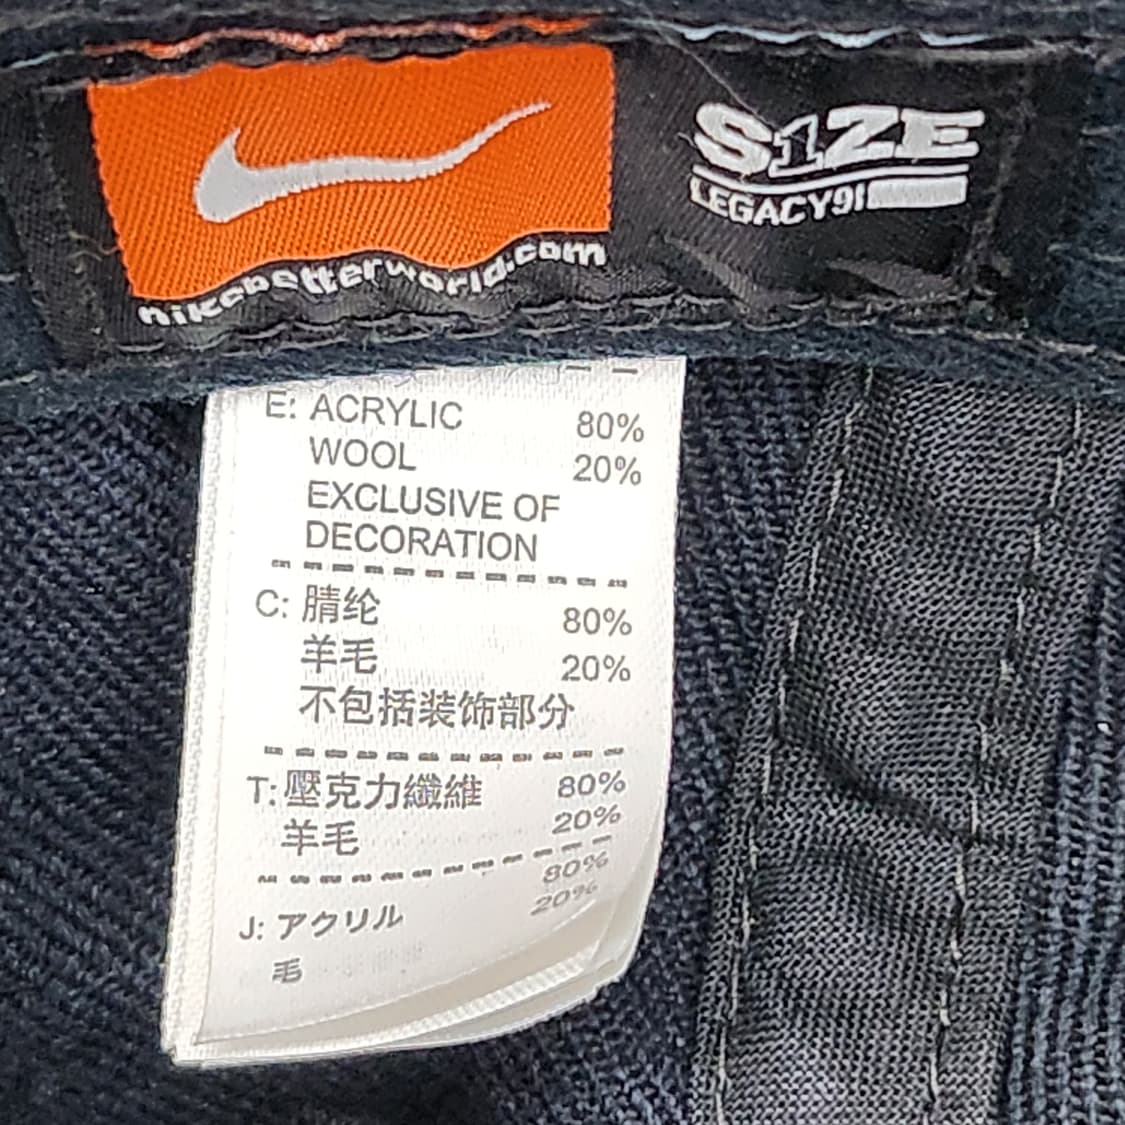 nikebetterworld.com
S1ZE
LEGACY91
E: ACRYLIC 80%
WOOL 20%
EXCLUSIVE OF
DECORATION
C: 腈纶 80%
羊毛 20%
不包括装饰部分
T: 壓克力纖維 80%
羊毛 20%
J: アクリル 80%
毛 20%